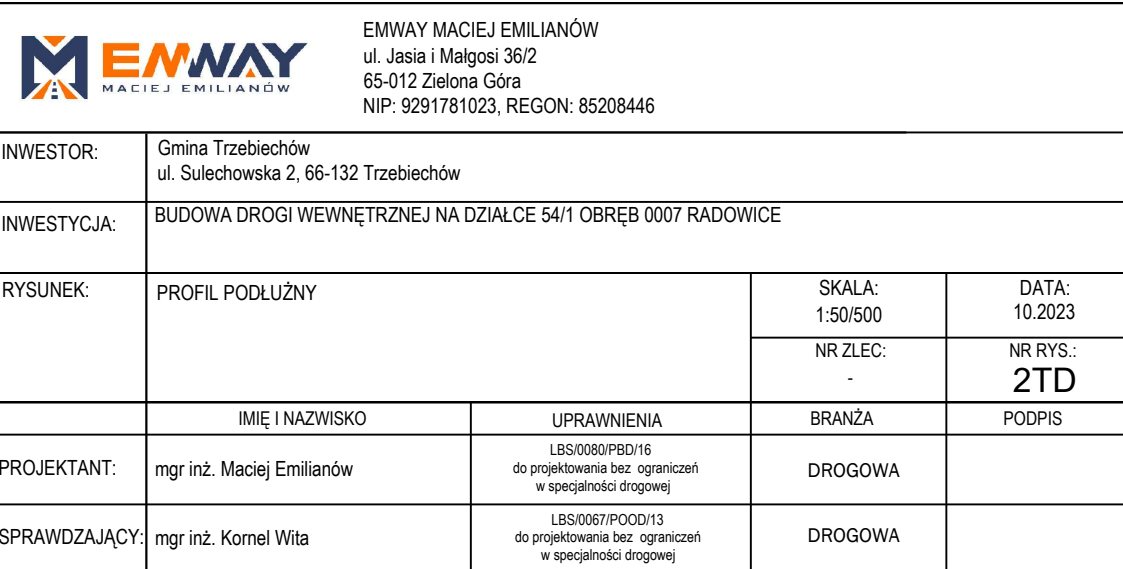 EMWAY
MACIEJ EMILIANÓW
EMWAY MACIEJ EMILIANÓW
ul. Jasia i Małgosi 36/2
65-012 Zielona Góra
NIP: 9291781023, REGON: 85208446
INWESTOR:
Gmina Trzebiechów
ul. Sulechowska 2, 66-132 Trzebiechów
INWESTYCJA:
BUDOWA DROGI WEWNĘTRZNEJ NA DZIAŁCE 54/1 OBRĘB 0007 RADOWICE
RYSUNEK:
PROFIL PODŁUŻNY
SKALA:
1:50/500
DATA:
10.2023
NR ZLEC:
-
NR RYS.:
2TD
IMIĘ I NAZWISKO
UPRAWNIENIA
BRANŻA
PODPIS
PROJEKTANT:
mgr inż. Maciej Emilianów
LBS/0080/PBD/16
do projektowania bez ograniczeń
w specjalności drogowej
DROGOWA
SPRAWDZAJĄCY:
mgr inż. Kornel Wita
LBS/0067/POOD/13
do projektowania bez ograniczeń
w specjalności drogowej
DROGOWA